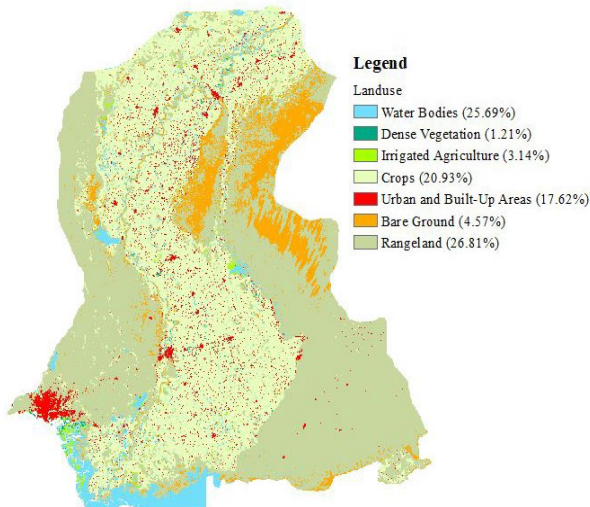 Legend
Landuse
Water Bodies (25.69%)
Dense Vegetation (1.21%)
Irrigated Agriculture (3.14%)
Crops (20.93%)
Urban and Built-Up Areas (17.62%)
Bare Ground (4.57%)
Rangeland (26.81%)